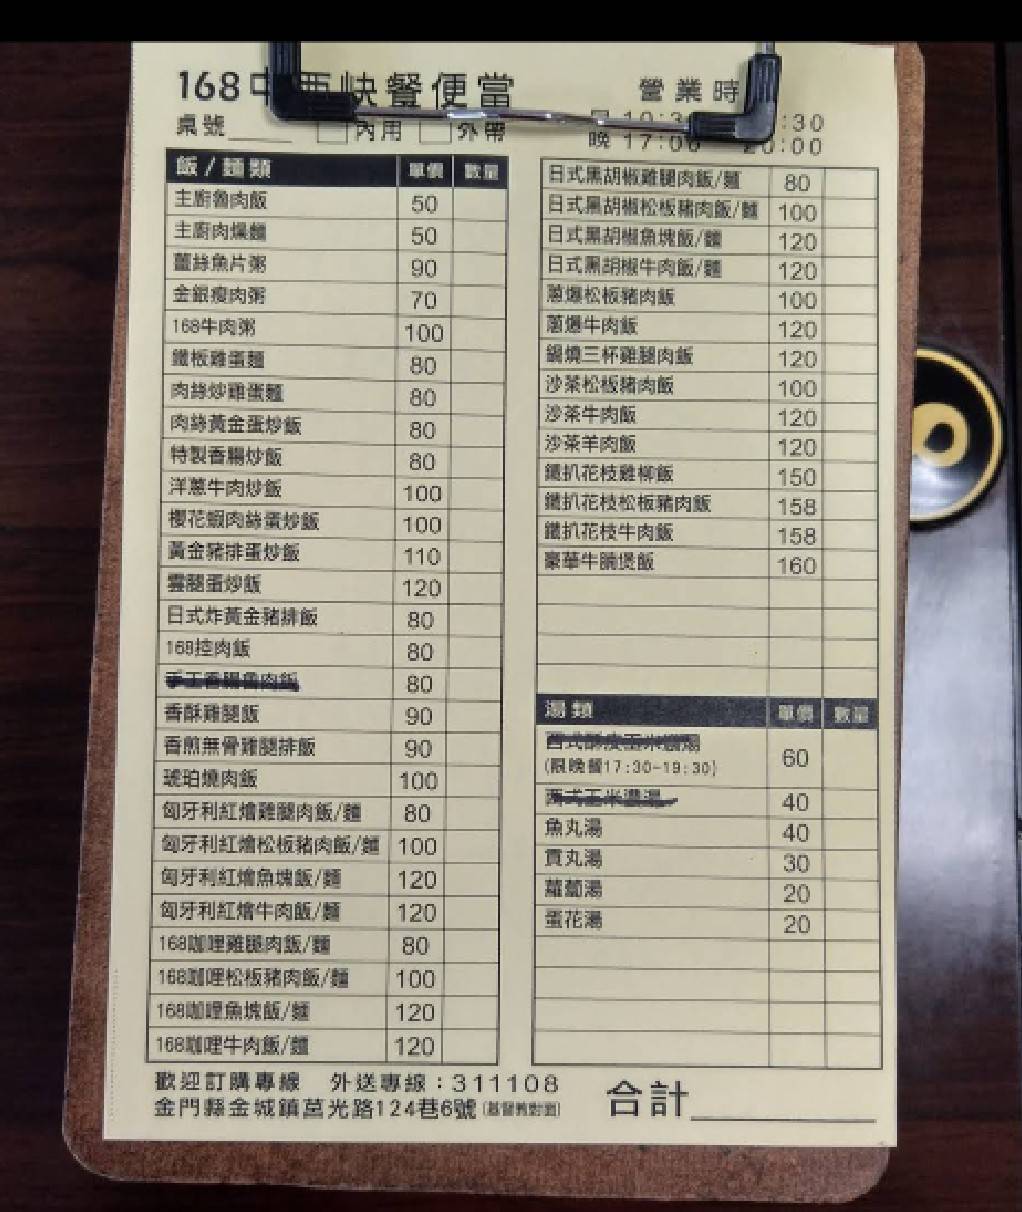 168中西快餐便當
營業時
桌號 內用 外帶
:30
晚 17:00 20:00
飯/麵類 單價 數量
主廚魯肉飯 50
主廚肉燥麵 50
薑絲魚片粥 90
金銀瘦肉粥 70
168牛肉粥 100
鐵板雞蛋麵 80
肉絲炒雞蛋麵 80
肉絲黃金蛋炒飯 80
特製香腸炒飯 80
洋蔥牛肉炒飯 100
櫻花蝦肉絲蛋炒飯 100
黃金豬排蛋炒飯 110
雲腿蛋炒飯 120
日式炸黃金豬排飯 80
168控肉飯 80
手工香腸魯肉飯 80
香酥雞腿飯 90
香煎無骨雞腿排飯 90
琥珀燒肉飯 100
匈牙利紅燴雞腿肉飯/麵 80
匈牙利紅燴松板豬肉飯/麵 100
匈牙利紅燴魚塊飯/麵 120
匈牙利紅燴牛肉飯/麵 120
168咖哩雞腿肉飯/麵 80
168咖哩松板豬肉飯/麵 100
168咖哩魚塊飯/麵 120
168咖哩牛肉飯/麵 120
日式黑胡椒雞腿肉飯/麵 80
日式黑胡椒松板豬肉飯/麵 100
日式黑胡椒魚塊飯/麵 120
日式黑胡椒牛肉飯/麵 120
蔥爆松板豬肉飯 100
蔥爆牛肉飯 120
鍋燒三杯雞腿肉飯 120
沙茶松板豬肉飯 100
沙茶牛肉飯 120
沙茶羊肉飯 120
鐵扒花枝雞柳飯 150
鐵扒花枝松板豬肉飯 158
鐵扒花枝牛肉飯 158
豪華牛腩煲飯 160
湯類 單價 數量
西式酥皮玉米濃湯 60
(限晚餐17:30-19:30)
西式玉米濃湯 40
魚丸湯 40
貢丸湯 30
蘿蔔湯 20
蛋花湯 20
歡迎訂購專線 外送專線:311108
金門縣金城鎮莒光路124巷6號(基督教對面)
合計